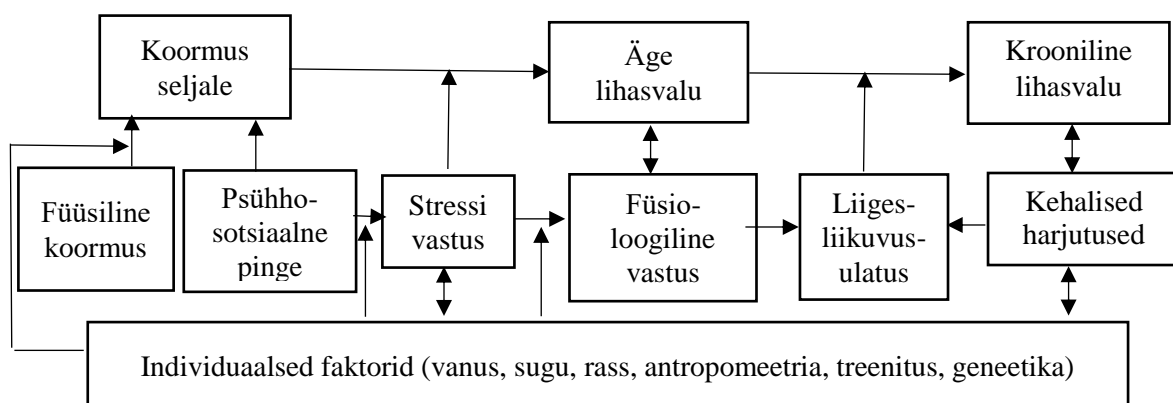 Koormus
seljale
Äge
lihasvalu
Krooniline
lihasvalu
Füüsiline
koormus
Psühho-
sotsiaalne
pinge
Stressi
vastus
Füsio-
loogiline
vastus
Liiges-
liikuvus-
ulatus
Kehalised
harjutused
Individuaalsed faktorid (vanus, sugu, rass, antropomeetria, treenitus, geneetika)